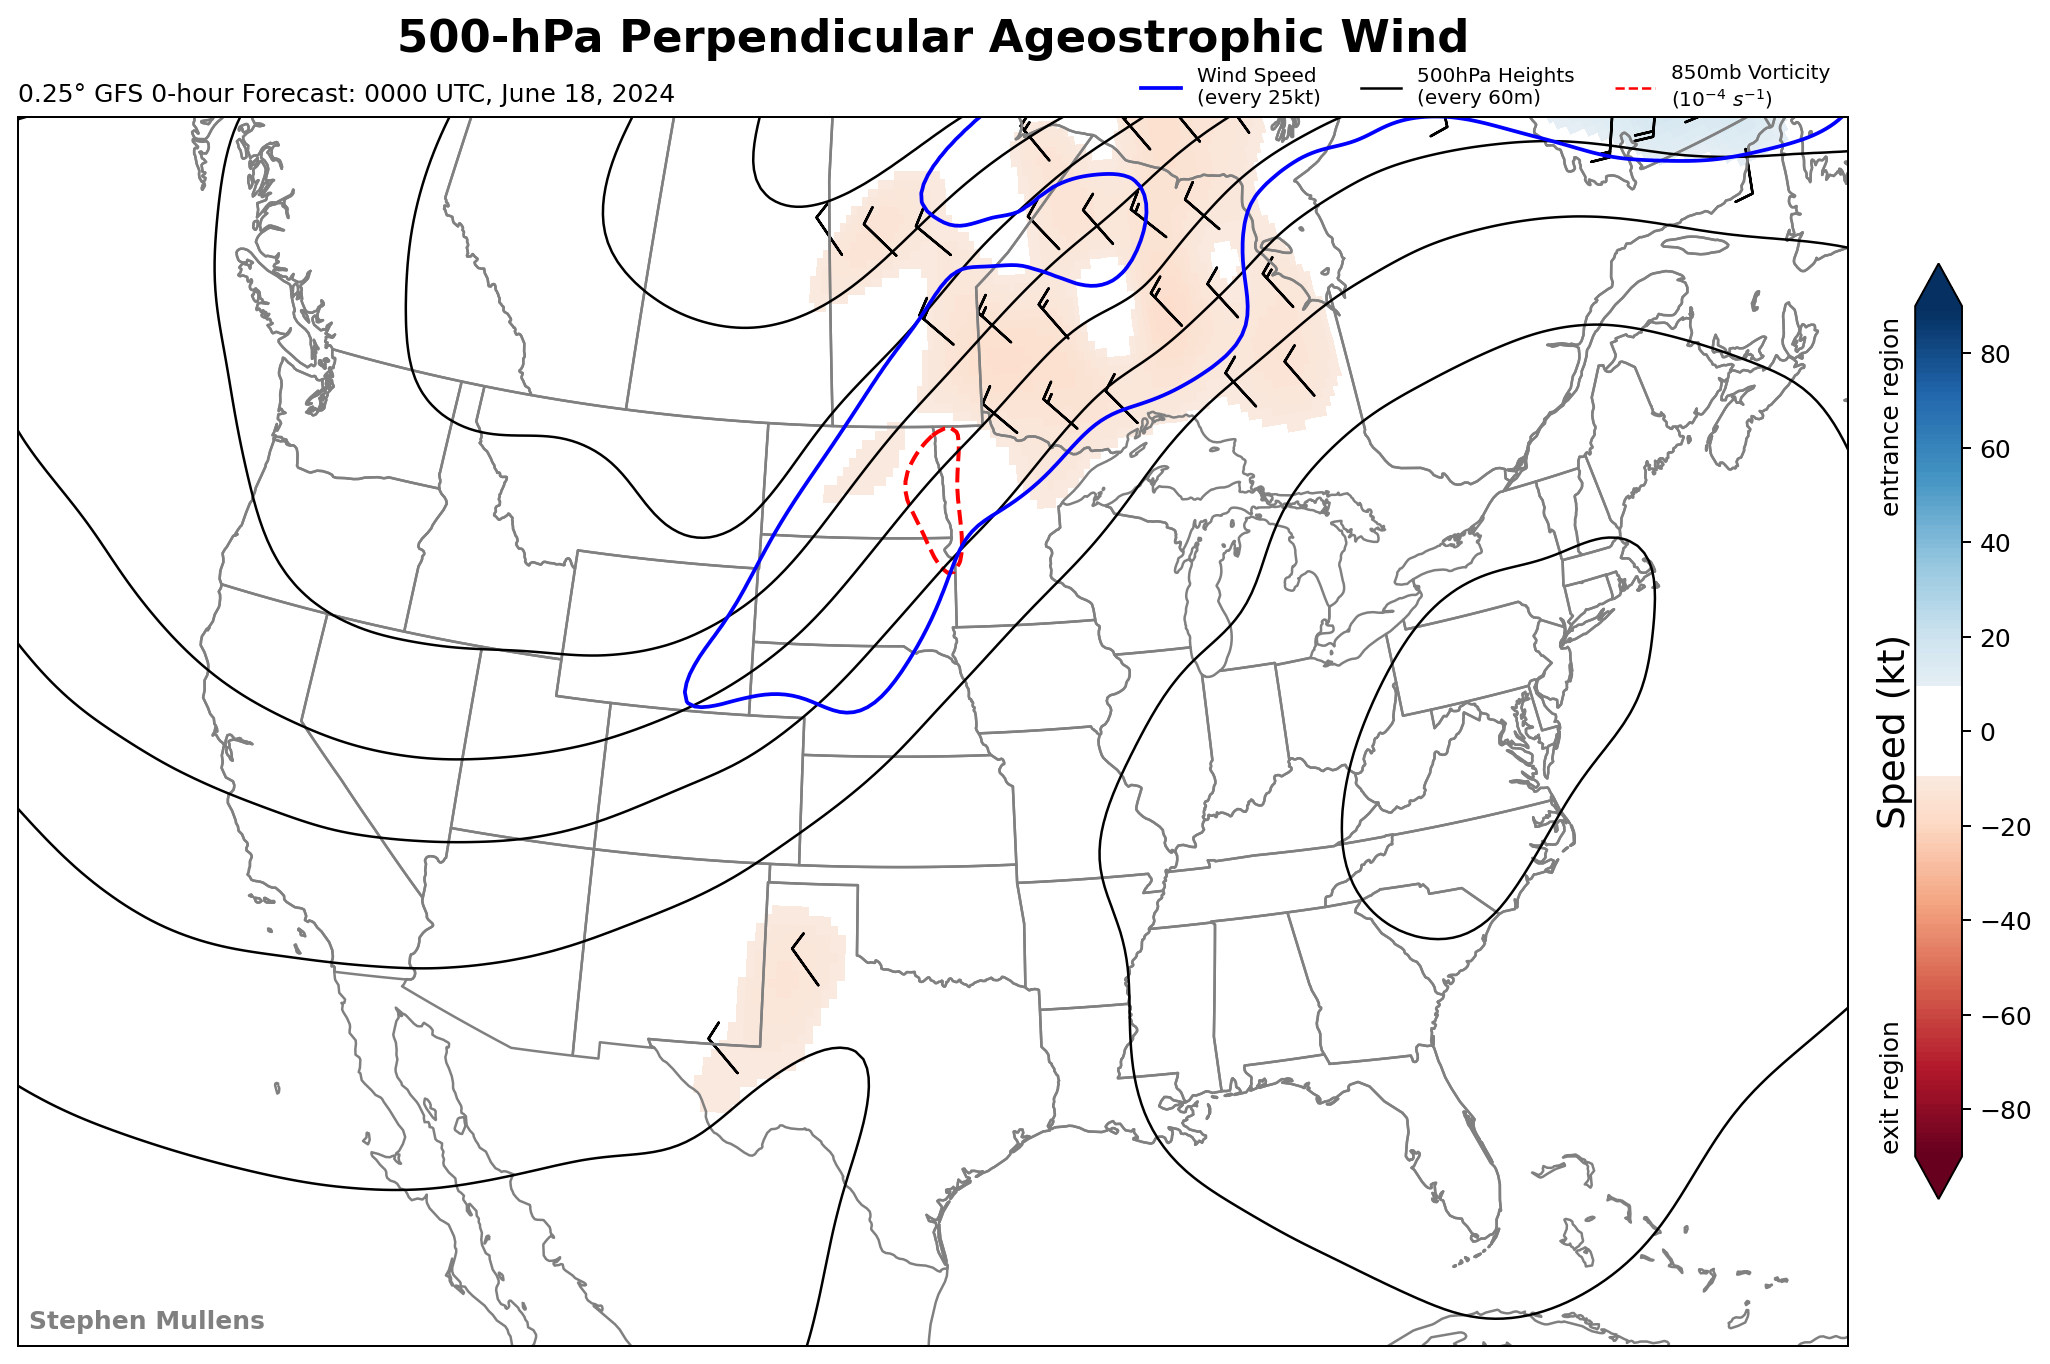 500-hPa Perpendicular Ageostrophic Wind
0.25° GFS 0-hour Forecast: 0000 UTC, June 18, 2024
Wind Speed
(every 25kt)
500hPa Heights
(every 60m)
850mb Vorticity
(10⁻⁴ s⁻¹)
entrance region
Speed (kt)
exit region
80
60
40
20
0
−20
−40
−60
−80
Stephen Mullens